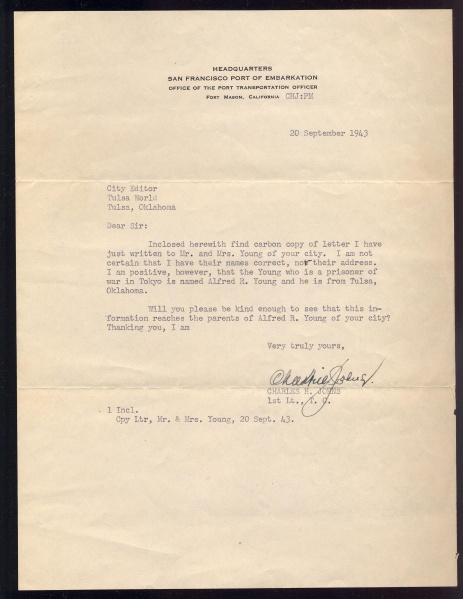 HEADQUARTERS
SAN FRANCISCO PORT OF EMBARKATION
OFFICE OF THE PORT TRANSPORTATION OFFICER
FORT MASON, CALIFORNIA CHJ:PM
20 September 1943
City Editor
Tulsa World
Tulsa, Oklahoma
Dear Sir:
Inclosed herewith find carbon copy of letter I have
just written to Mr. and Mrs. Young of your city. I am not
certain that I have their names correct, nor their address.
I am positive, however, that the Young who is a prisoner of
war in Tokyo is named Alfred R. Young and he is from Tulsa,
Oklahoma.
Will you please be kind enough to see that this in-
formation reaches the parents of Alfred R. Young of your city?
Thanking you, I am
Very truly yours,
CHARLES H. JOHNS
1st Lt., T. C.
1 Incl.
Cpy Ltr, Mr. & Mrs. Young, 20 Sept. 43.